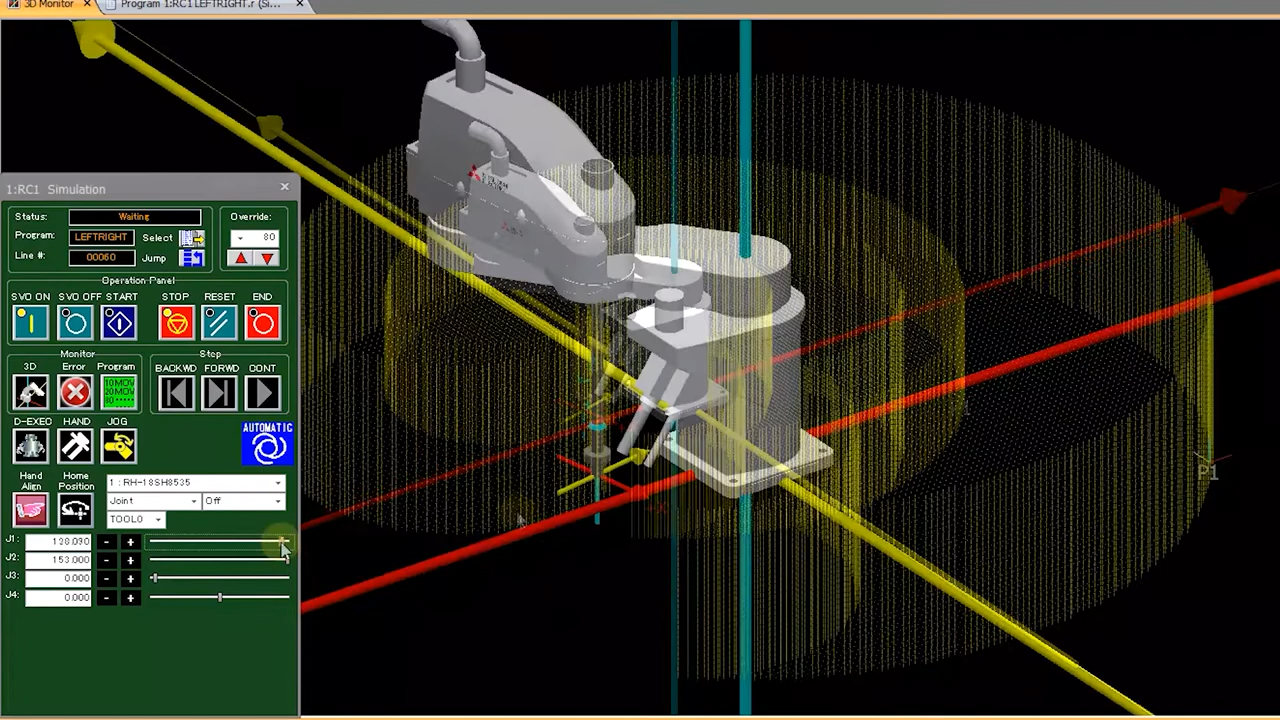 3D Monitor
Program 1:RC1 LEFTRIGHT.r (Si...
1:RC1 Simulation
Status:
Waiting
Override:
Program:
LEFTRIGHT
Select
80
Line #:
00060
Jump
Operation Panel
SVO ON
SVO OFF
START
STOP
RESET
END
Monitor
Step
3D
Error
Program
BACKWD
FORWD
CONT
10MOV
20MOV
D-EXEC
HAND
JOG
AUTOMATIC
Hand
Align
Home
Position
1 : RH-18SH8535
Joint
Off
TOOL0
J1:
J2:
153.000
J3:
0.000
J4:
0.000
P1